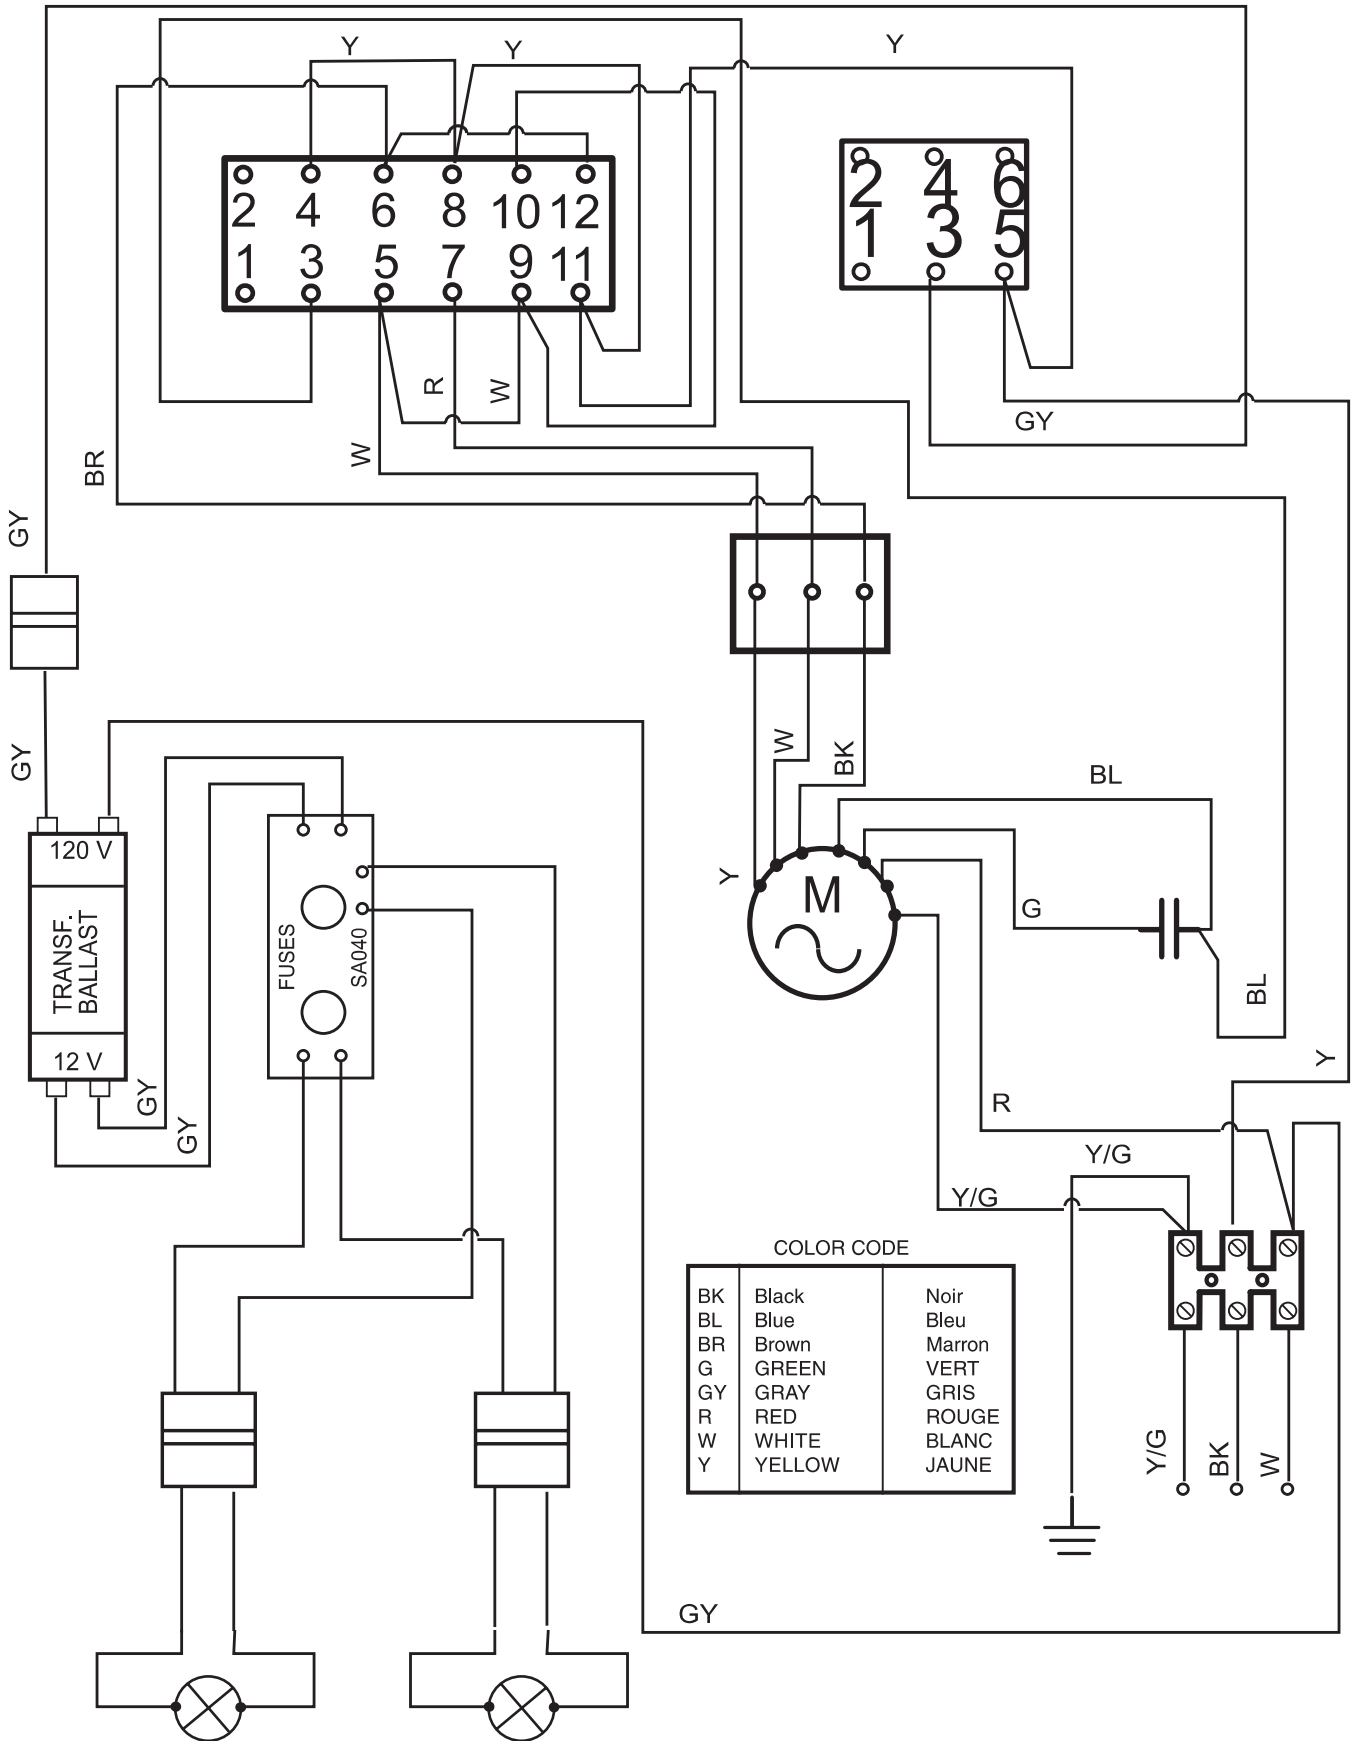 Y
Y
Y
2 4 6 8 10 12
1 3 5 7 9 11
2 4 6
1 3 5
R
W
W
GY
BR
GY
GY
W
BK
BL
120 V
TRANSF.
BALLAST
12 V
FUSES
SA040
Y
M
G
BL
GY
GY
Y
R
Y/G
Y/G
COLOR CODE
BK Black Noir
BL Blue Bleu
BR Brown Marron
G GREEN VERT
GY GRAY GRIS
R RED ROUGE
W WHITE BLANC
Y YELLOW JAUNE
Y/G
BK
W
GY